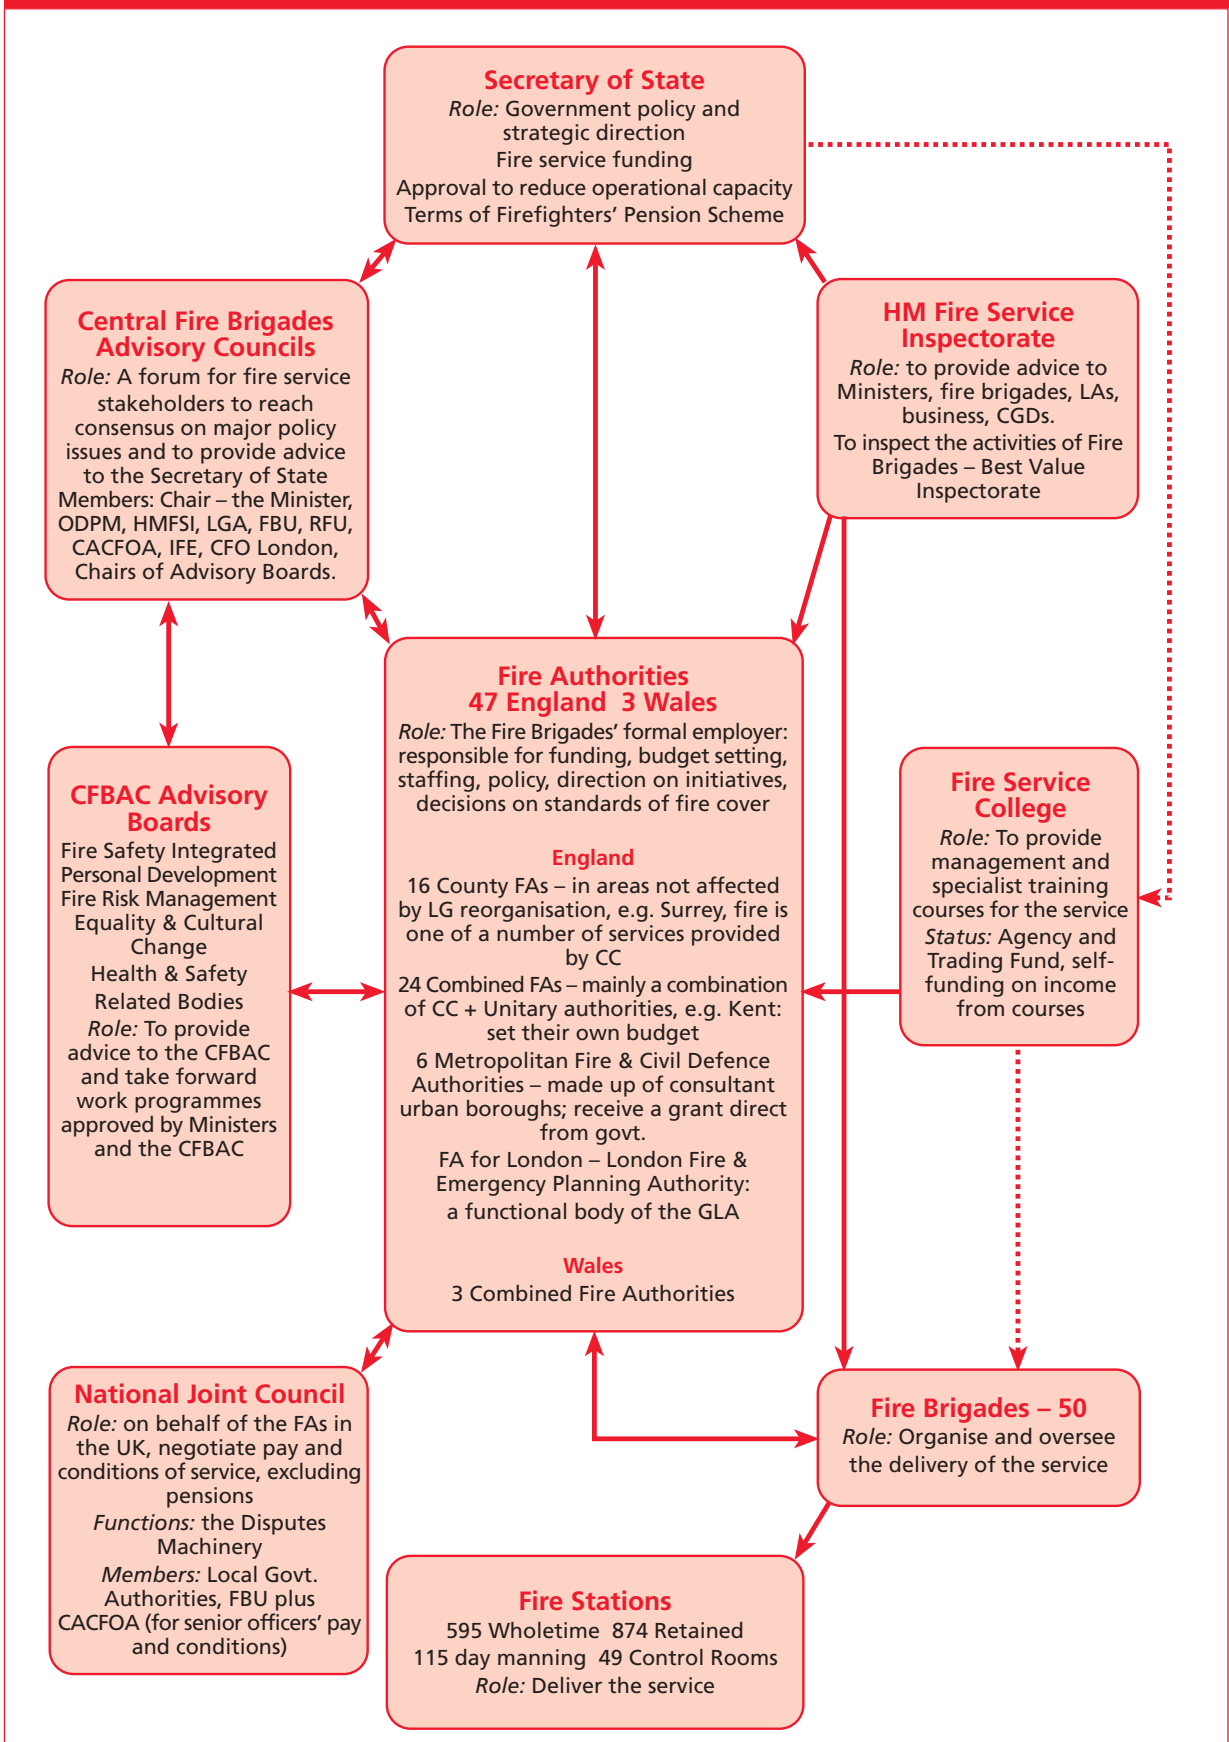 Secretary of State
Role: Government policy and
strategic direction
Fire service funding
Approval to reduce operational capacity
Terms of Firefighters’ Pension Scheme
Central Fire Brigades
Advisory Councils
Role: A forum for fire service
stakeholders to reach
consensus on major policy
issues and to provide advice
to the Secretary of State
Members: Chair – the Minister,
ODPM, HMFSI, LGA, FBU, RFU,
CACFOA, IFE, CFO London,
Chairs of Advisory Boards.
HM Fire Service
Inspectorate
Role: to provide advice to
Ministers, fire brigades, LAs,
business, CGDs.
To inspect the activities of Fire
Brigades – Best Value
Inspectorate
Fire Authorities
47 England 3 Wales
Role: The Fire Brigades’ formal employer:
responsible for funding, budget setting,
staffing, policy, direction on initiatives,
decisions on standards of fire cover
England
16 County FAs – in areas not affected
by LG reorganisation, e.g. Surrey, fire is
one of a number of services provided
by CC
24 Combined FAs – mainly a combination
of CC + Unitary authorities, e.g. Kent:
set their own budget
6 Metropolitan Fire & Civil Defence
Authorities – made up of consultant
urban boroughs; receive a grant direct
from govt.
FA for London – London Fire &
Emergency Planning Authority:
a functional body of the GLA
Wales
3 Combined Fire Authorities
CFBAC Advisory
Boards
Fire Safety Integrated
Personal Development
Fire Risk Management
Equality & Cultural
Change
Health & Safety
Related Bodies
Role: To provide
advice to the CFBAC
and take forward
work programmes
approved by Ministers
and the CFBAC
Fire Service
College
Role: To provide
management and
specialist training
courses for the service
Status: Agency and
Trading Fund, self-
funding on income
from courses
National Joint Council
Role: on behalf of the FAs in
the UK, negotiate pay and
conditions of service, excluding
pensions
Functions: the Disputes
Machinery
Members: Local Govt.
Authorities, FBU plus
CACFOA (for senior officers’ pay
and conditions)
Fire Brigades – 50
Role: Organise and oversee
the delivery of the service
Fire Stations
595 Wholetime 874 Retained
115 day manning 49 Control Rooms
Role: Deliver the service